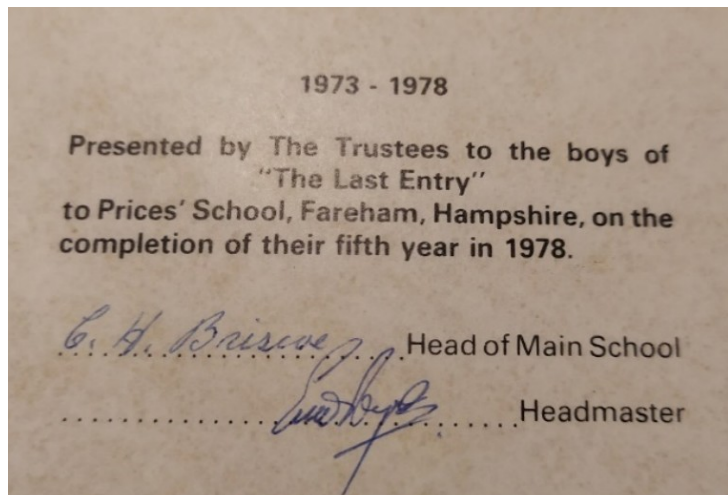 1973 - 1978
Presented by The Trustees to the boys of
"The Last Entry"
to Prices' School, Fareham, Hampshire, on the
completion of their fifth year in 1978.
C. H. Briscoe Head of Main School
Headmaster